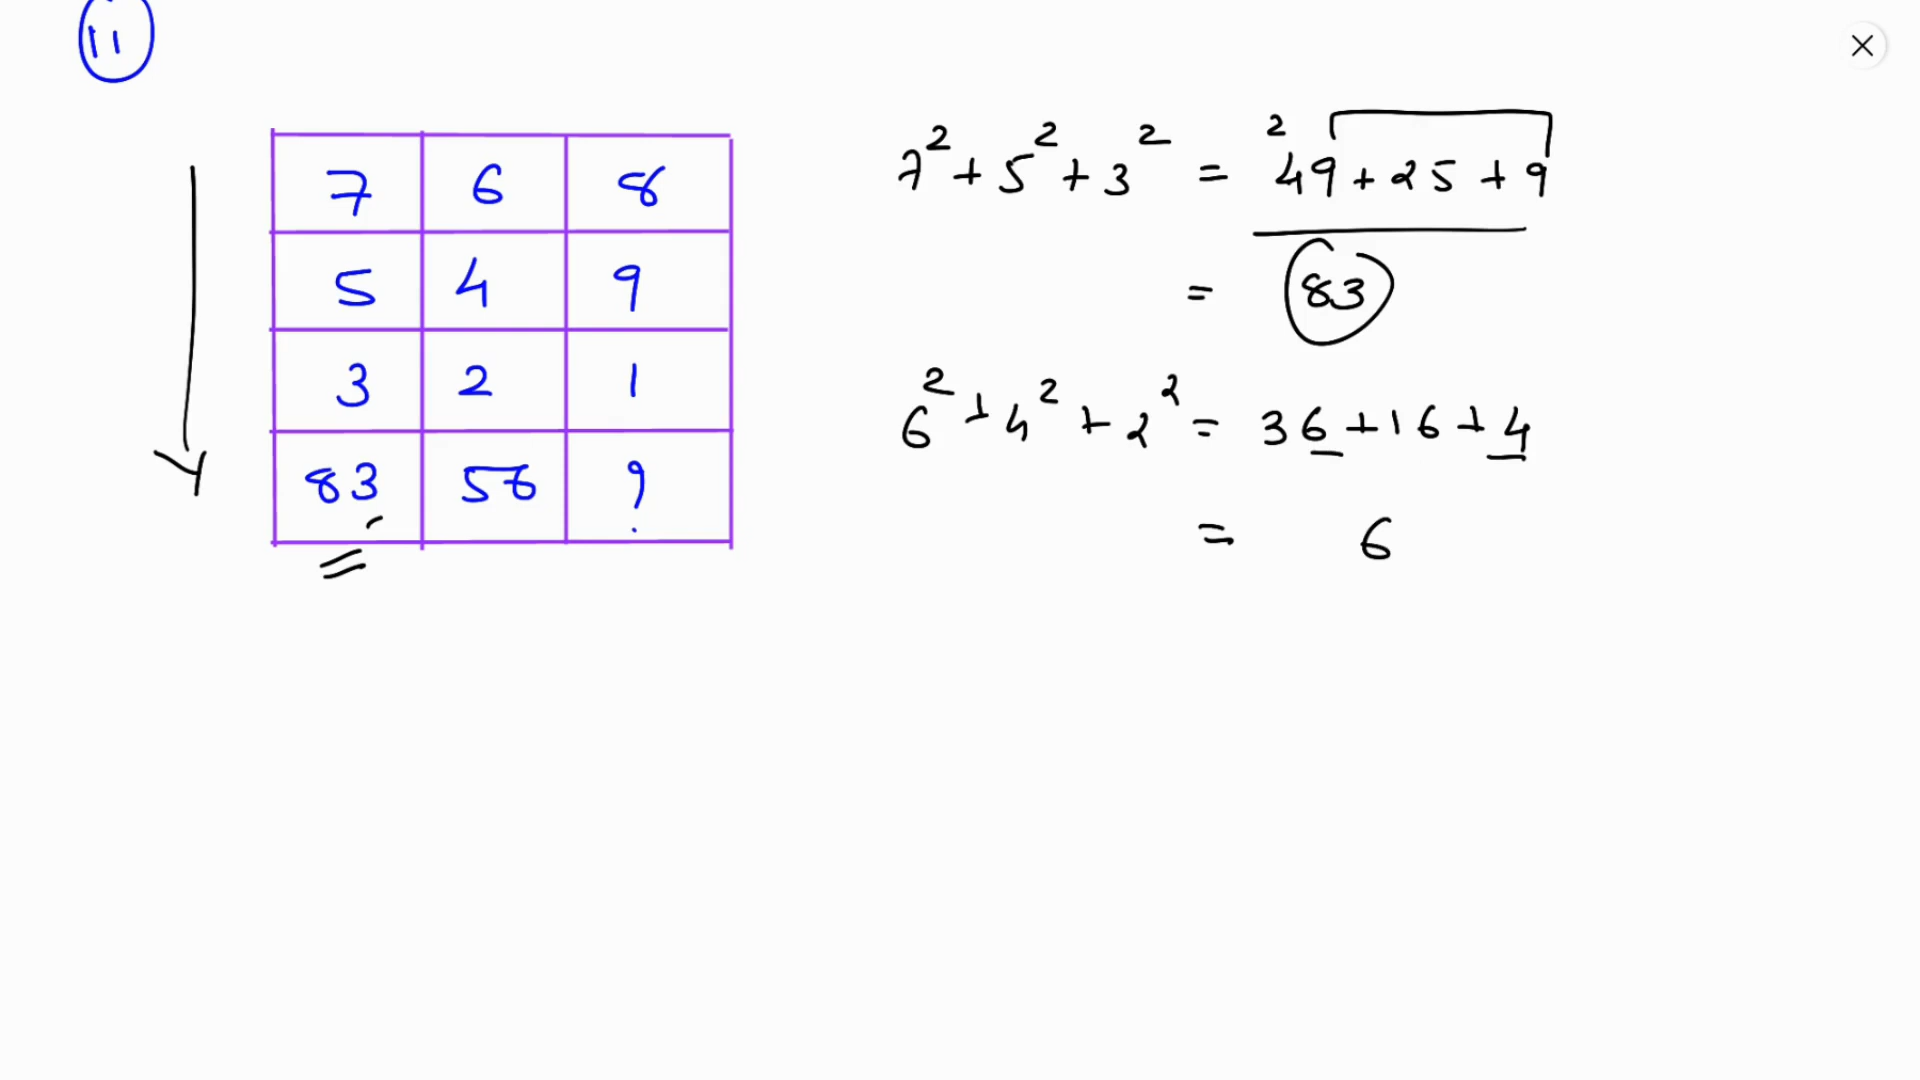 11
7 6 8
5 4 9
3 2 1
83 56 ?
7² + 5² + 3² = ²4²9 + 25 + 9
= 83
6² + 4² + 2² = 36 + 16 + 4
= 6